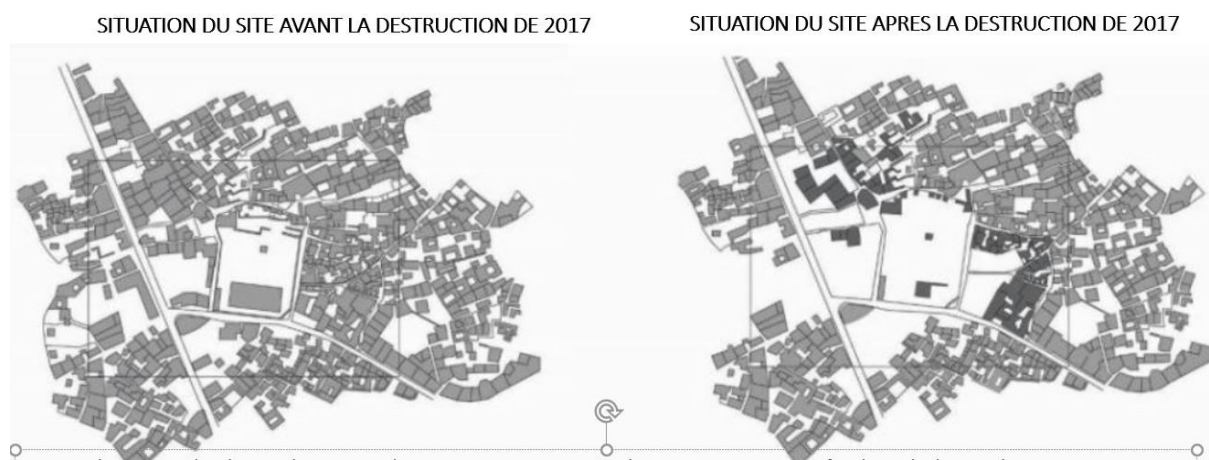 SITUATION DU SITE AVANT LA DESTRUCTION DE 2017
SITUATION DU SITE APRES LA DESTRUCTION DE 2017